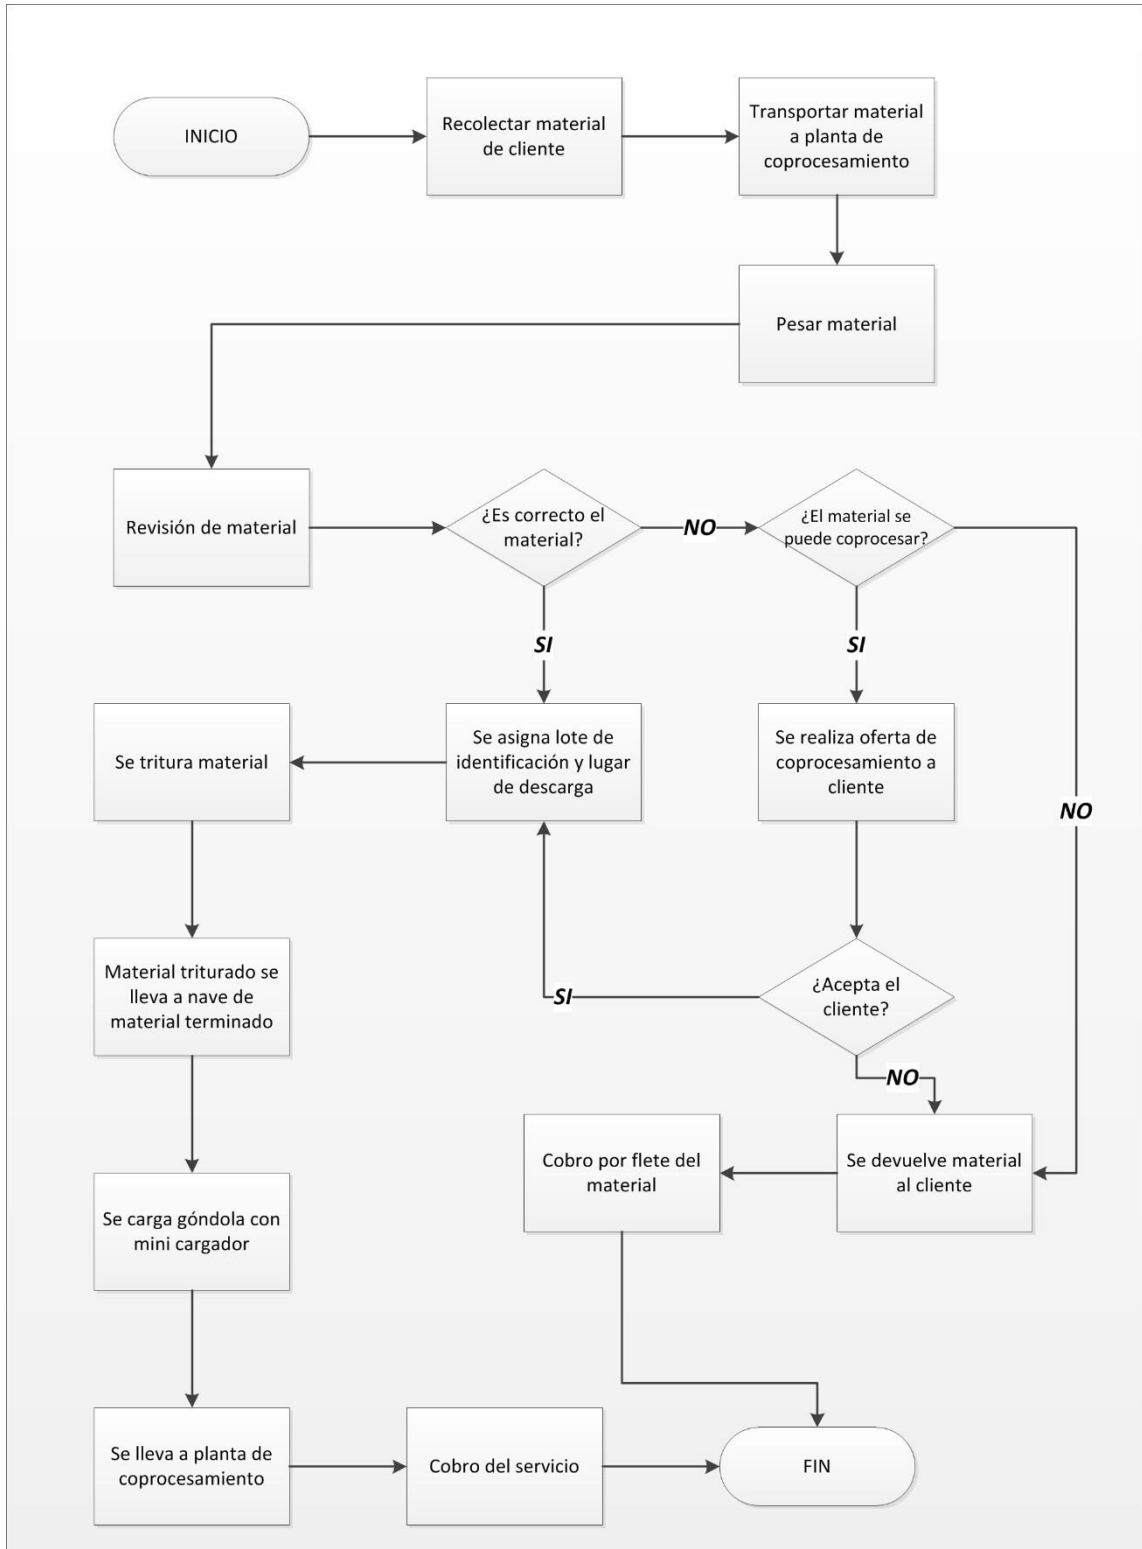 INICIO
Recolectar material
de cliente
Transportar material
a planta de
coprocesamiento
Pesar material
Revisión de material
¿Es correcto el
material?
NO
¿El material se
puede coprocesar?
SI
SI
Se tritura material
Se asigna lote de
identificación y lugar
de descarga
Se realiza oferta de
coprocesamiento a
cliente
NO
Material triturado se
lleva a nave de
material terminado
SI
¿Acepta el
cliente?
NO
Cobro por flete del
material
Se devuelve material
al cliente
Se carga góndola con
mini cargador
Se lleva a planta de
coprocesamiento
Cobro del servicio
FIN